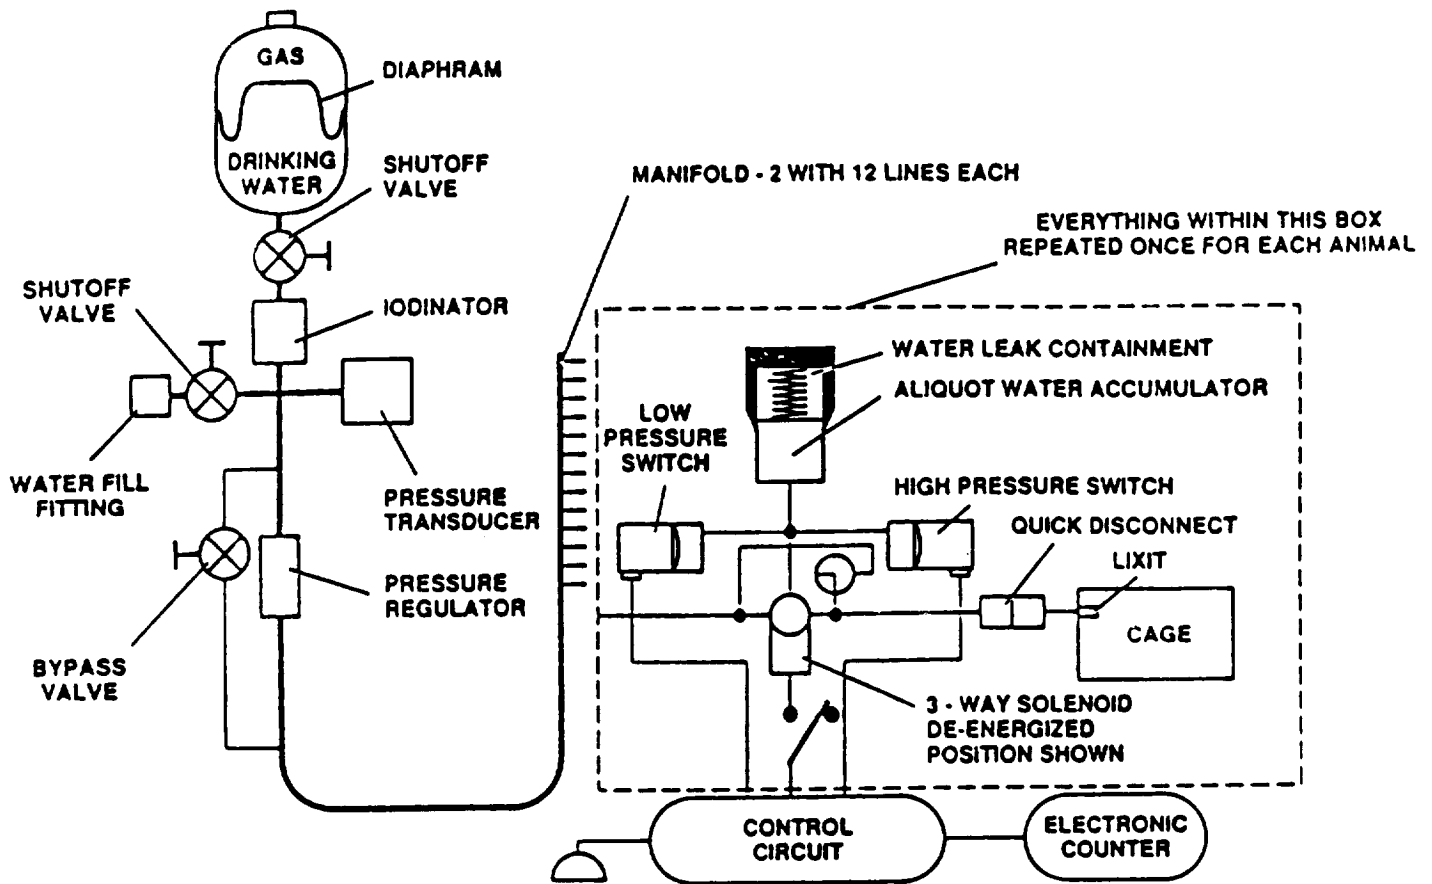 GAS
DIAPHRAM
DRINKING
WATER
SHUTOFF
VALVE
MANIFOLD - 2 WITH 12 LINES EACH
EVERYTHING WITHIN THIS BOX
REPEATED ONCE FOR EACH ANIMAL
SHUTOFF
VALVE
IODINATOR
WATER LEAK CONTAINMENT
ALIQUOT WATER ACCUMULATOR
LOW
PRESSURE
SWITCH
WATER FILL
FITTING
PRESSURE
TRANSDUCER
HIGH PRESSURE SWITCH
QUICK DISCONNECT
LIXIT
PRESSURE
REGULATOR
CAGE
BYPASS
VALVE
3 - WAY SOLENOID
DE-ENERGIZED
POSITION SHOWN
CONTROL
CIRCUIT
ELECTRONIC
COUNTER